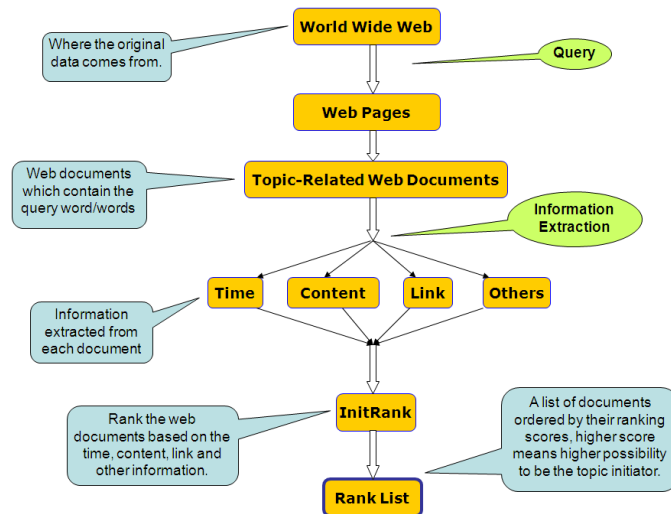 World Wide Web
Where the original
data comes from.
Query
Web Pages
Web documents
which contain the
query word/words
Topic-Related Web Documents
Information
Extraction
Time
Content
Link
Others
Information
extracted from
each document
InitRank
Rank the web
documents based on the
time, content, link and
other information.
A list of documents
ordered by their ranking
scores, higher score
means higher possibility
to be the topic initiator.
Rank List